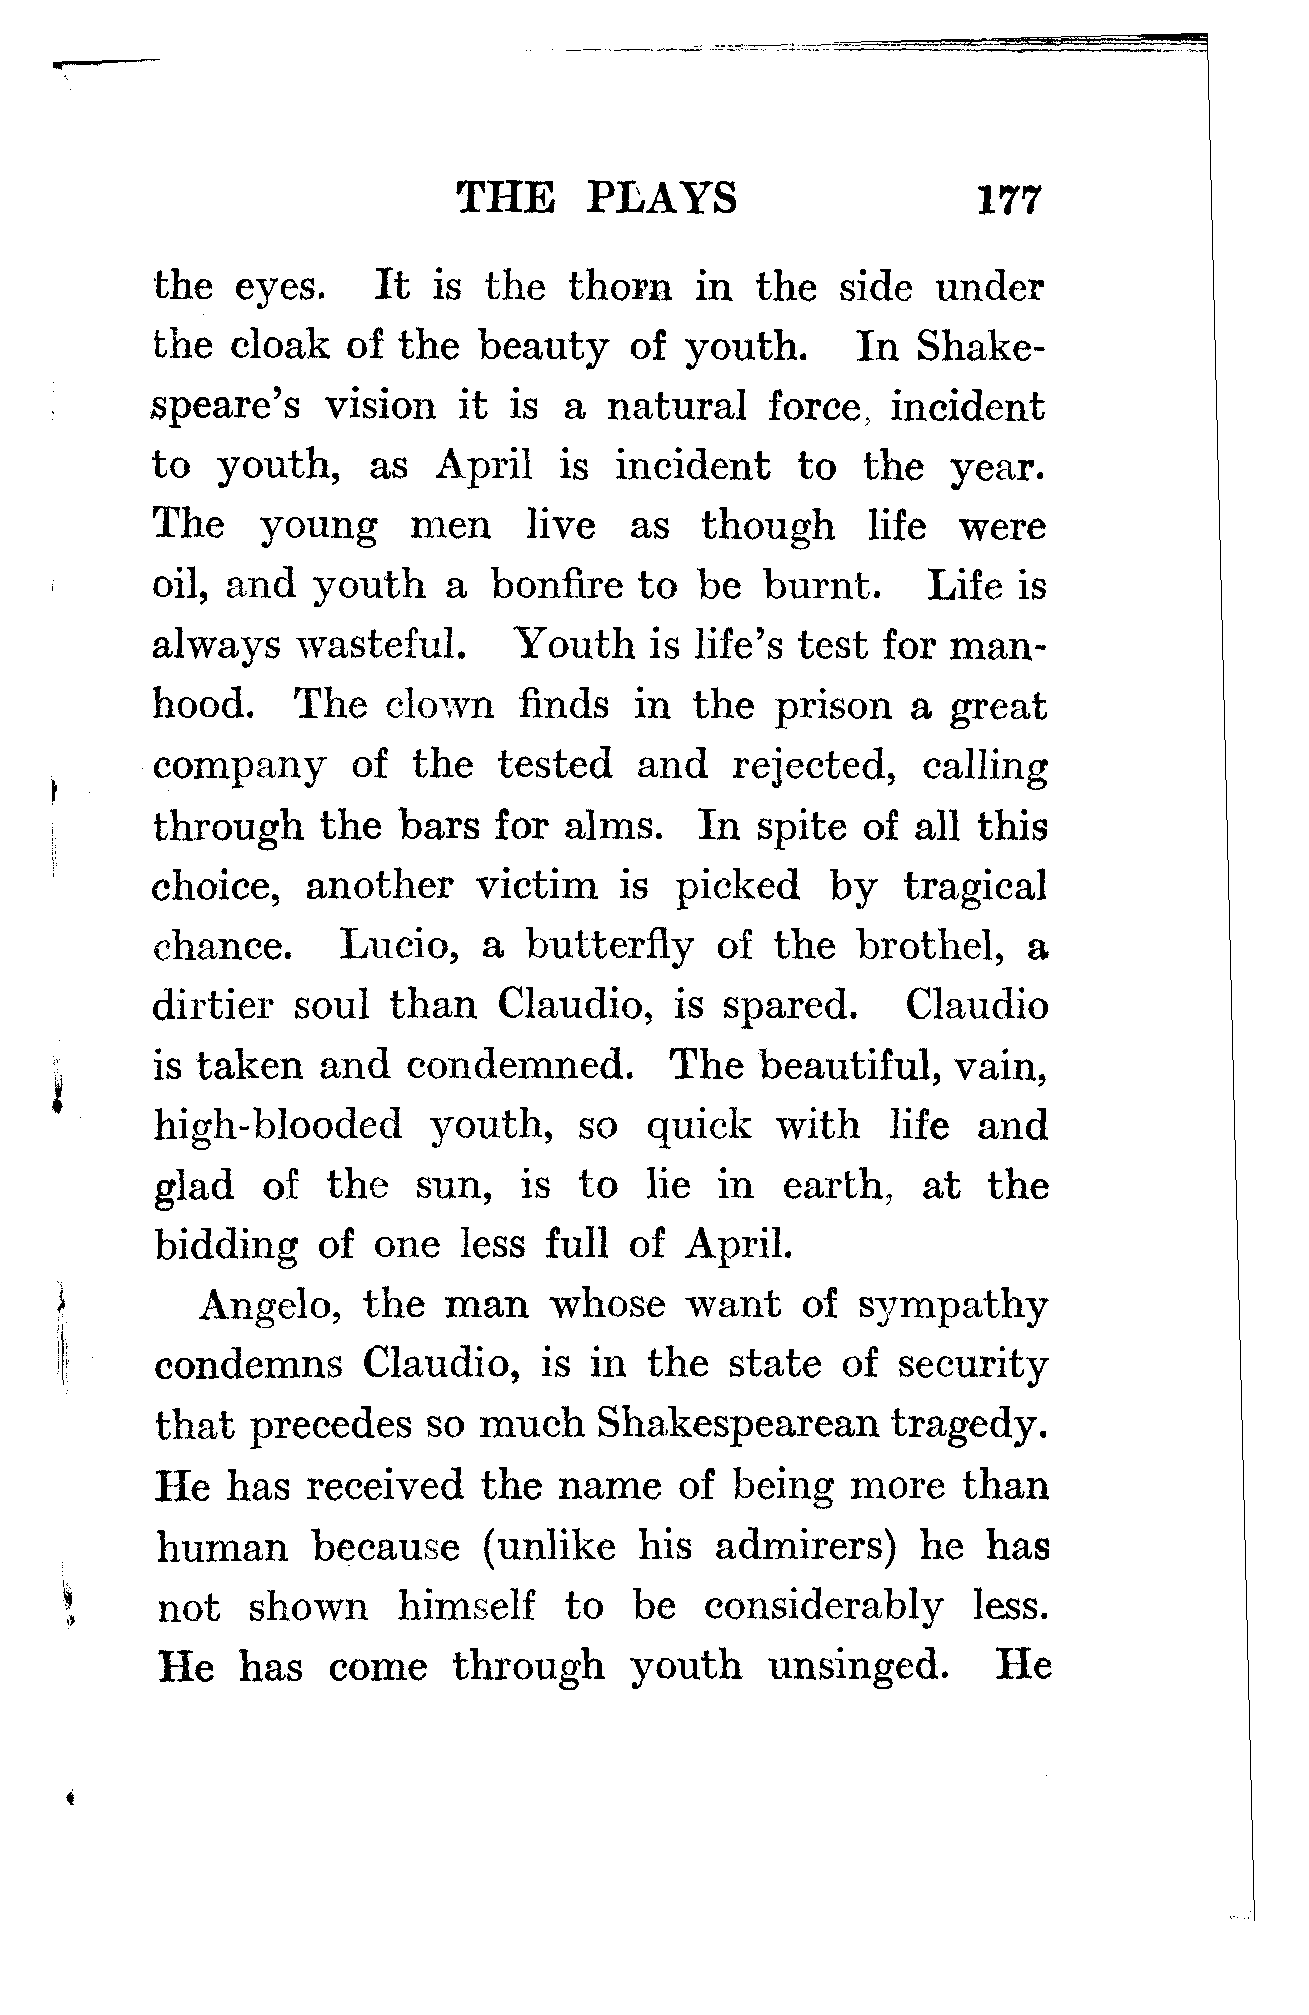 THE PLAYS 177
the eyes. It is the thorn in the side under
the cloak of the beauty of youth. In Shake-
speare's vision it is a natural force, incident
to youth, as April is incident to the year.
The young men live as though life were
oil, and youth a bonfire to be burnt. Life is
always wasteful. Youth is life's test for man-
hood. The clown finds in the prison a great
company of the tested and rejected, calling
through the bars for alms. In spite of all this
choice, another victim is picked by tragical
chance. Lucio, a butterfly of the brothel, a
dirtier soul than Claudio, is spared. Claudio
is taken and condemned. The beautiful, vain,
high-blooded youth, so quick with life and
glad of the sun, is to lie in earth, at the
bidding of one less full of April.
Angelo, the man whose want of sympathy
condemns Claudio, is in the state of security
that precedes so much Shakespearean tragedy.
He has received the name of being more than
human because (unlike his admirers) he has
not shown himself to be considerably less.
He has come through youth unsinged. He